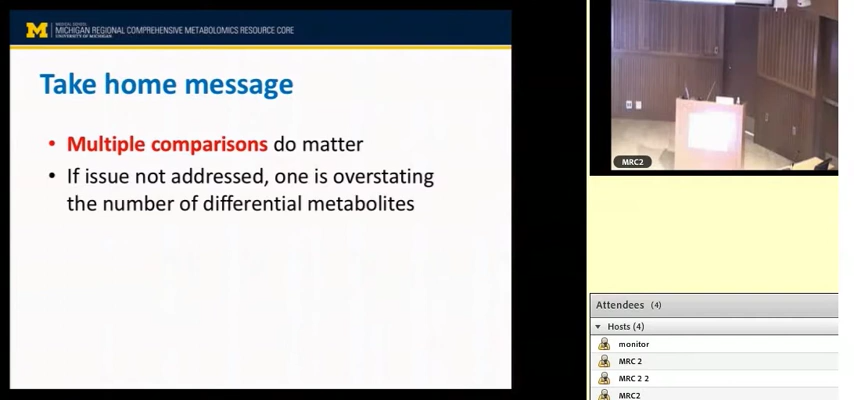 M
MEDICAL SCHOOL
MICHIGAN REGIONAL COMPREHENSIVE METABOLOMICS RESOURCE CORE
UNIVERSITY OF MICHIGAN
Take home message
• Multiple comparisons do matter
• If issue not addressed, one is overstating
the number of differential metabolites
MRC2
Attendees (4)
Hosts (4)
monitor
MRC 2
MRC 2 2
MRC2